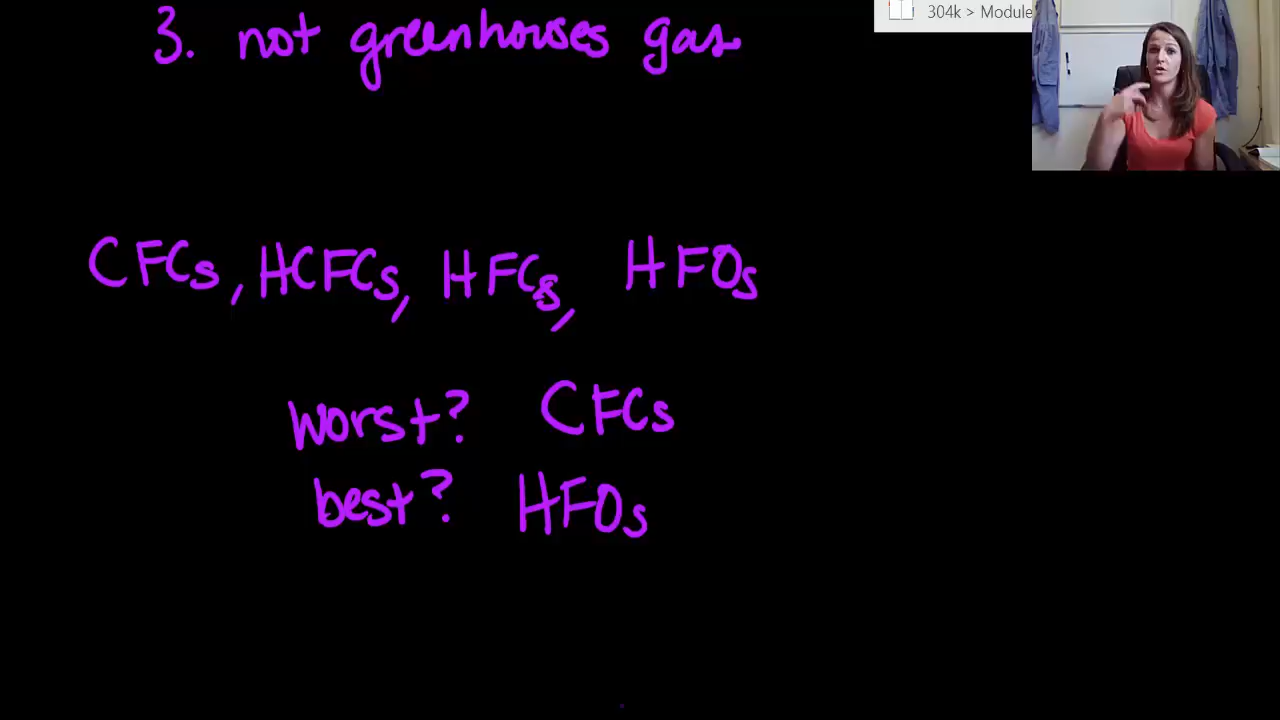 304k > Module
3. not greenhouses gas
CFCs, HCFCs, HFCs, HFOs
worst? CFCs
best? HFOs